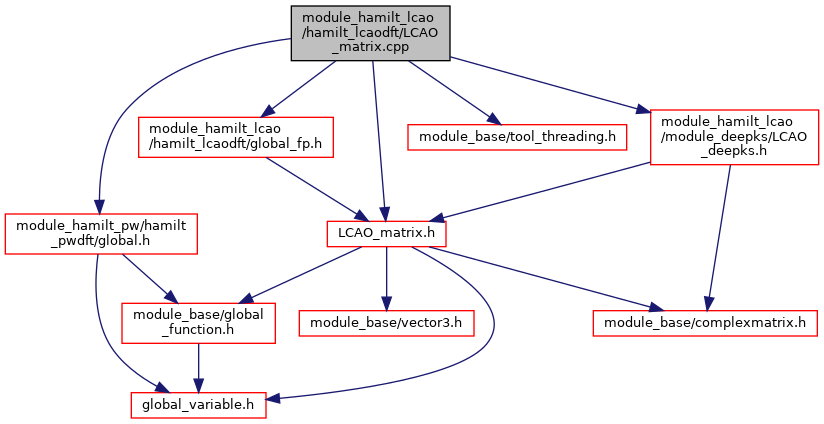 module_hamilt_lcao
/hamilt_lcaodft/LCAO
_matrix.cpp
module_hamilt_lcao
/hamilt_lcaodft/global_fp.h
module_base/tool_threading.h
module_hamilt_lcao
/module_deepks/LCAO
_deepks.h
module_hamilt_pw/hamilt
_pwdft/global.h
LCAO_matrix.h
module_base/global
_function.h
module_base/vector3.h
module_base/complexmatrix.h
global_variable.h